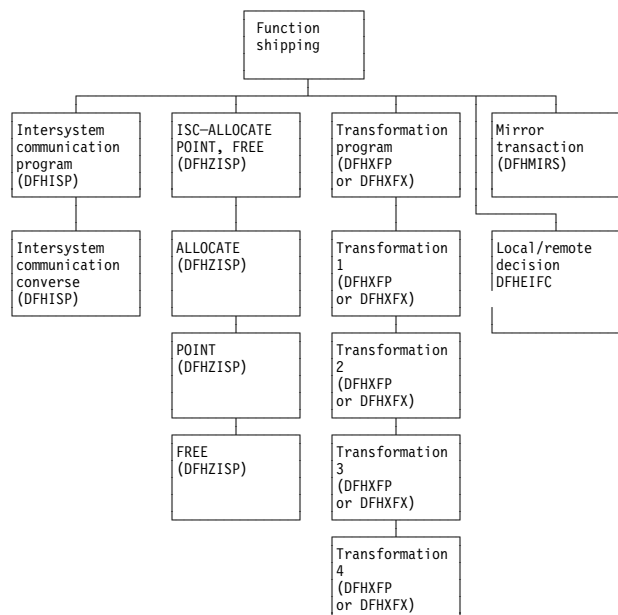 Function
shipping
Intersystem
communication
program
(DFHISP)
ISC—ALLOCATE
POINT, FREE
(DFHZISP)
Transformation
program
(DFHXFP
or DFHXFX)
Mirror
transaction
(DFHMIRS)
Intersystem
communication
converse
(DFHISP)
ALLOCATE
(DFHZISP)
Transformation
1
(DFHXFP
or DFHXFX)
Local/remote
decision
DFHEIFC
POINT
(DFHZISP)
Transformation
2
(DFHXFP
or DFHXFX)
FREE
(DFHZISP)
Transformation
3
(DFHXFP
or DFHXFX)
Transformation
4
(DFHXFP
or DFHXFX)